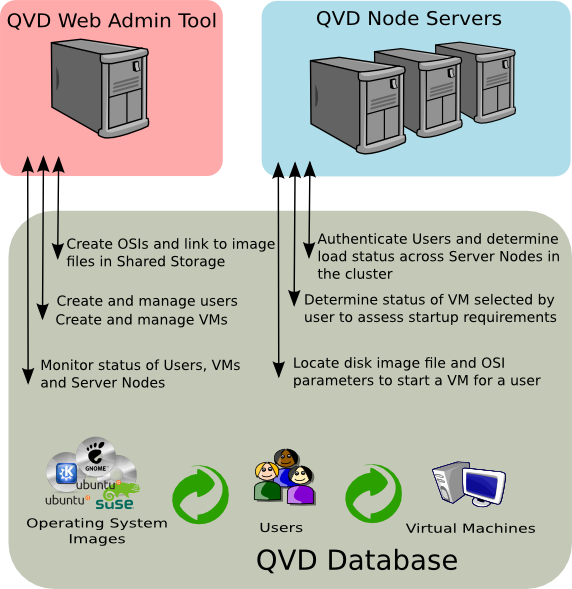 QVD Web Admin Tool
QVD Node Servers
Create OSIs and link to image
files in Shared Storage
Create and manage users
Create and manage VMs
Monitor status of Users, VMs
and Server Nodes
Authenticate Users and determine
load status across Server Nodes in
the cluster
Determine status of VM selected by
user to assess startup requirements
Locate disk image file and OSI
parameters to start a VM for a user
GNOME
ubuntu
ubuntu
suse
Operating System
Images
Users
Virtual Machines
QVD Database